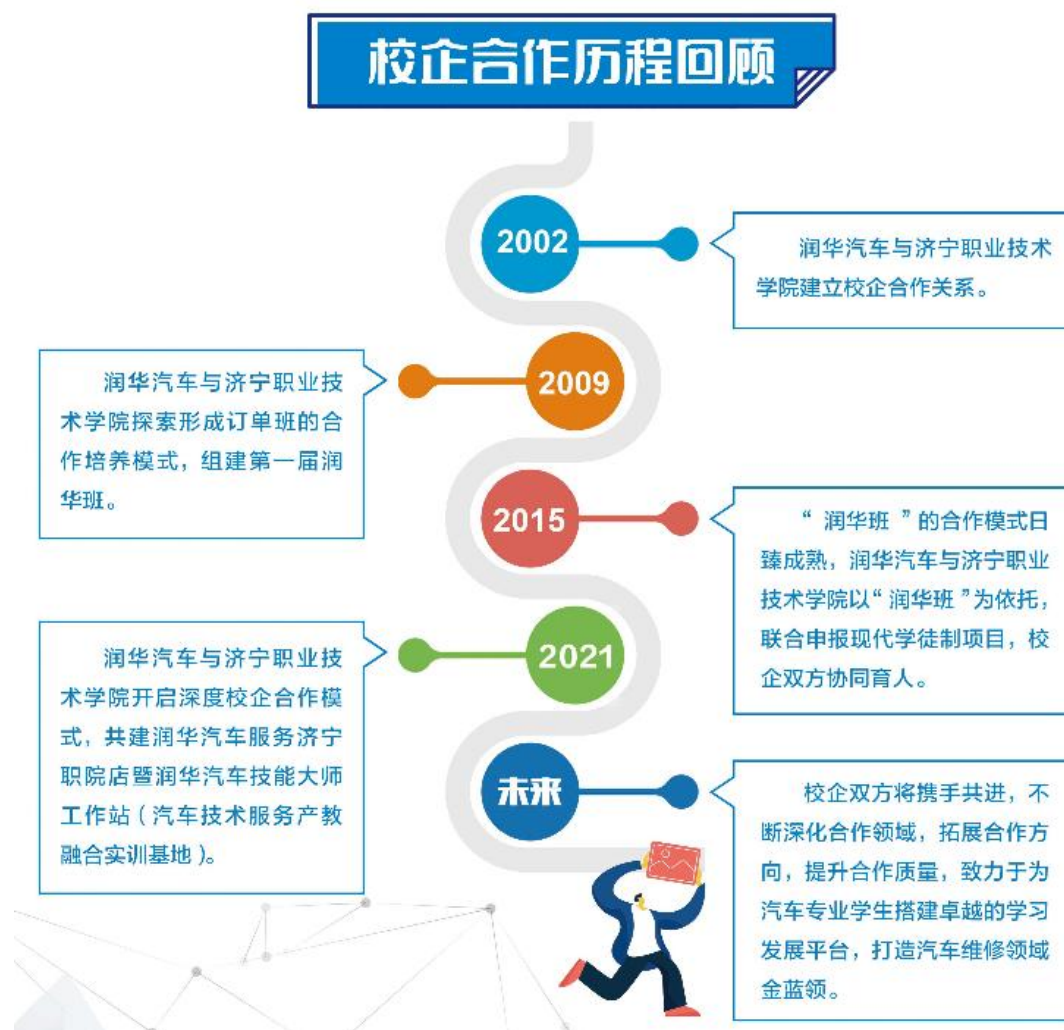 校企合作历程回顾
2002
润华汽车与济宁职业技术
学院建立校企合作关系。
2009
润华汽车与济宁职业技
术学院探索形成订单班的合
作培养模式，组建第一届润
华班。
2015
“润华班”的合作模式日
臻成熟，润华汽车与济宁职业
技术学院以“润华班”为依托，
联合申报现代学徒制项目，校
企双方协同育人。
2021
润华汽车与济宁职业技
术学院开启深度校企合作模
式，共建润华汽车服务济宁
职院店暨润华汽车技能大师
工作站（汽车技术服务产教
融合实训基地）。
未来
校企双方将携手共进，不
断深化合作领域，拓展合作方
向，提升合作质量，致力于为
汽车专业学生搭建卓越的学习
发展平台，打造汽车维修领域
金蓝领。